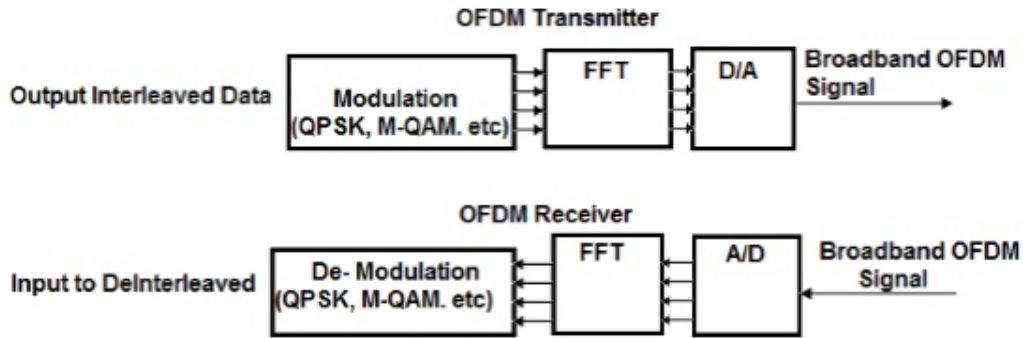 OFDM Transmitter
Output Interleaved Data
Modulation
(QPSK, M-QAM. etc)
FFT
D/A
Broadband OFDM
Signal
OFDM Receiver
Input to DeInterleaved
De- Modulation
(QPSK, M-QAM. etc)
FFT
A/D
Broadband OFDM
Signal